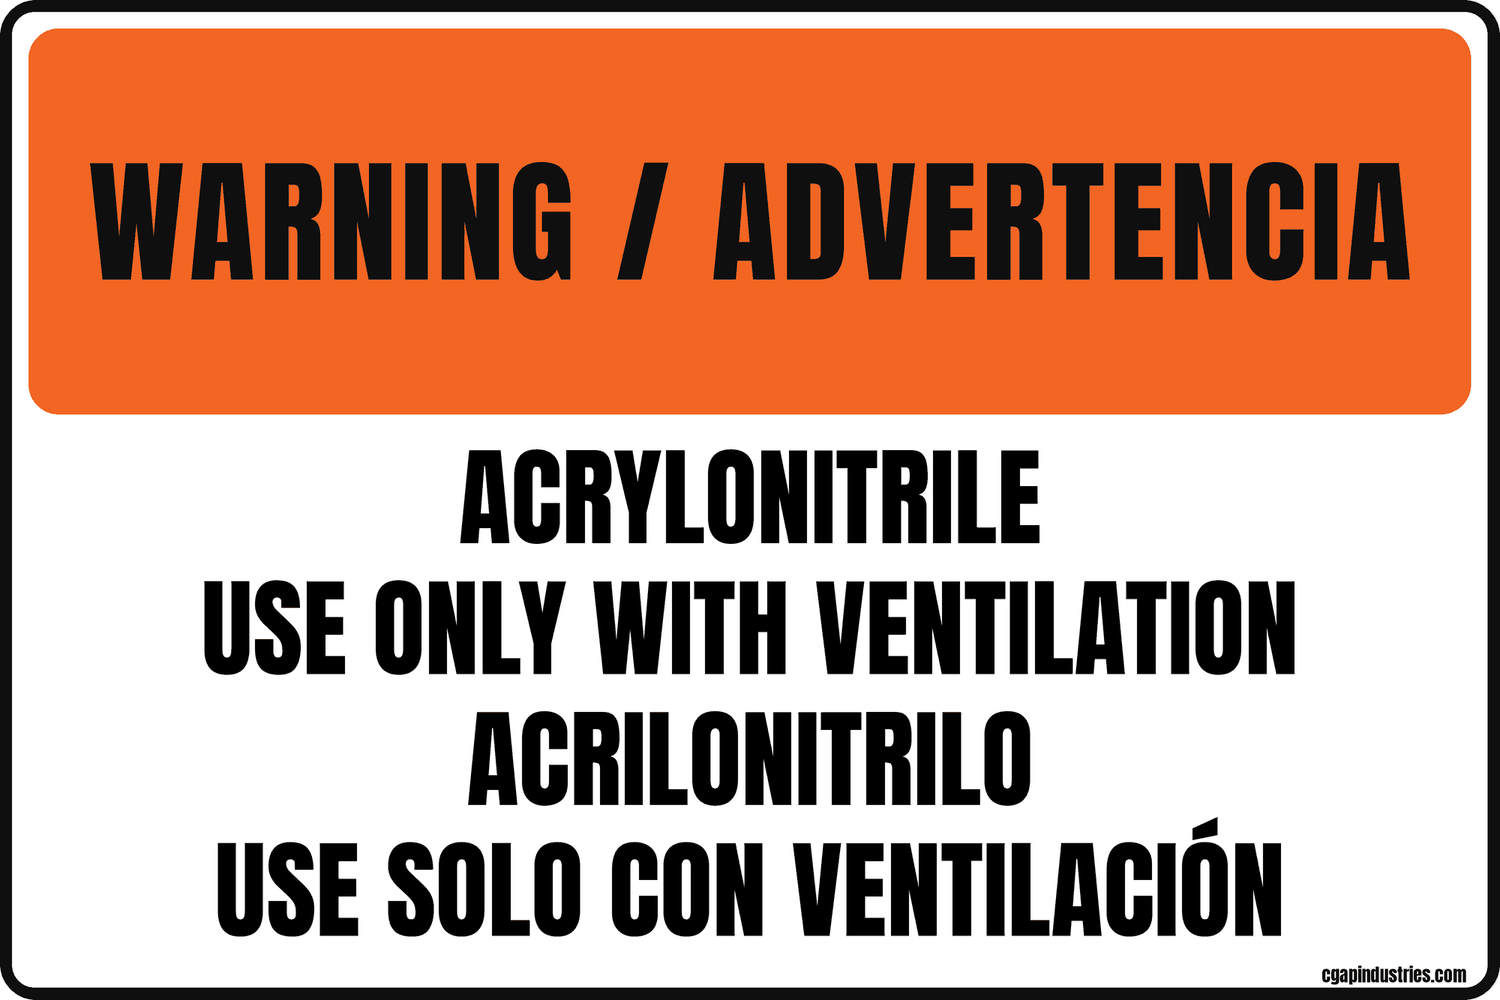 WARNING / ADVERTENCIA
ACRYLONITRILE
USE ONLY WITH VENTILATION
ACRILONITRILO
USE SOLO CON VENTILACIÓN
cgapindustries.com